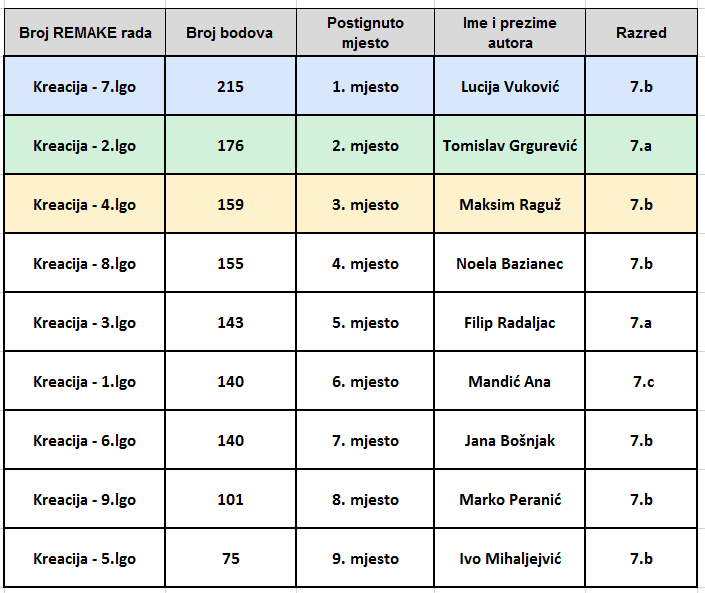 Broj REMAKE rada Broj bodova Postignuto mjesto Ime i prezime autora Razred
Kreacija - 7.lgo 215 1. mjesto Lucija Vuković 7.b
Kreacija - 2.lgo 176 2. mjesto Tomislav Grgurević 7.a
Kreacija - 4.lgo 159 3. mjesto Maksim Raguž 7.b
Kreacija - 8.lgo 155 4. mjesto Noela Bazianec 7.b
Kreacija - 3.lgo 143 5. mjesto Filip Radaljac 7.a
Kreacija - 1.lgo 140 6. mjesto Mandić Ana 7.c
Kreacija - 6.lgo 140 7. mjesto Jana Bošnjak 7.b
Kreacija - 9.lgo 101 8. mjesto Marko Peranić 7.b
Kreacija - 5.lgo 75 9. mjesto Ivo Mihaljejvić 7.b